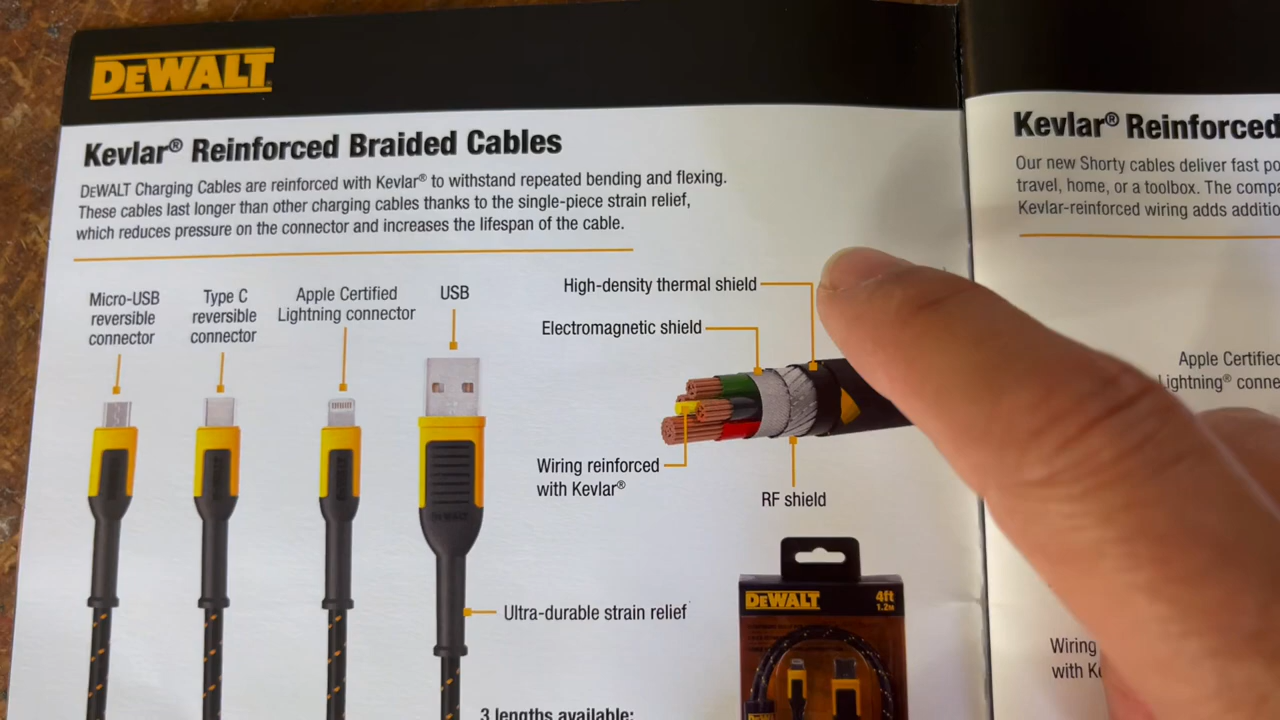 DEWALT
Kevlar® Reinforced Braided Cables
DEWALT Charging Cables are reinforced with Kevlar® to withstand repeated bending and flexing.
These cables last longer than other charging cables thanks to the single-piece strain relief,
which reduces pressure on the connector and increases the lifespan of the cable.
Micro-USB
reversible
connector
Type C
reversible
connector
Apple Certified
Lightning connector
USB
High-density thermal shield
Electromagnetic shield
Wiring reinforced
with Kevlar®
RF shield
Ultra-durable strain relief
DEWALT
DEWALT
4ft
1.2m
3 lengths available:
Kevlar® Reinforced
Our new Shorty cables deliver fast
travel, home, or a toolbox. The
Kevlar-reinforced wiring adds
Apple
Lightning®
Wiring
with